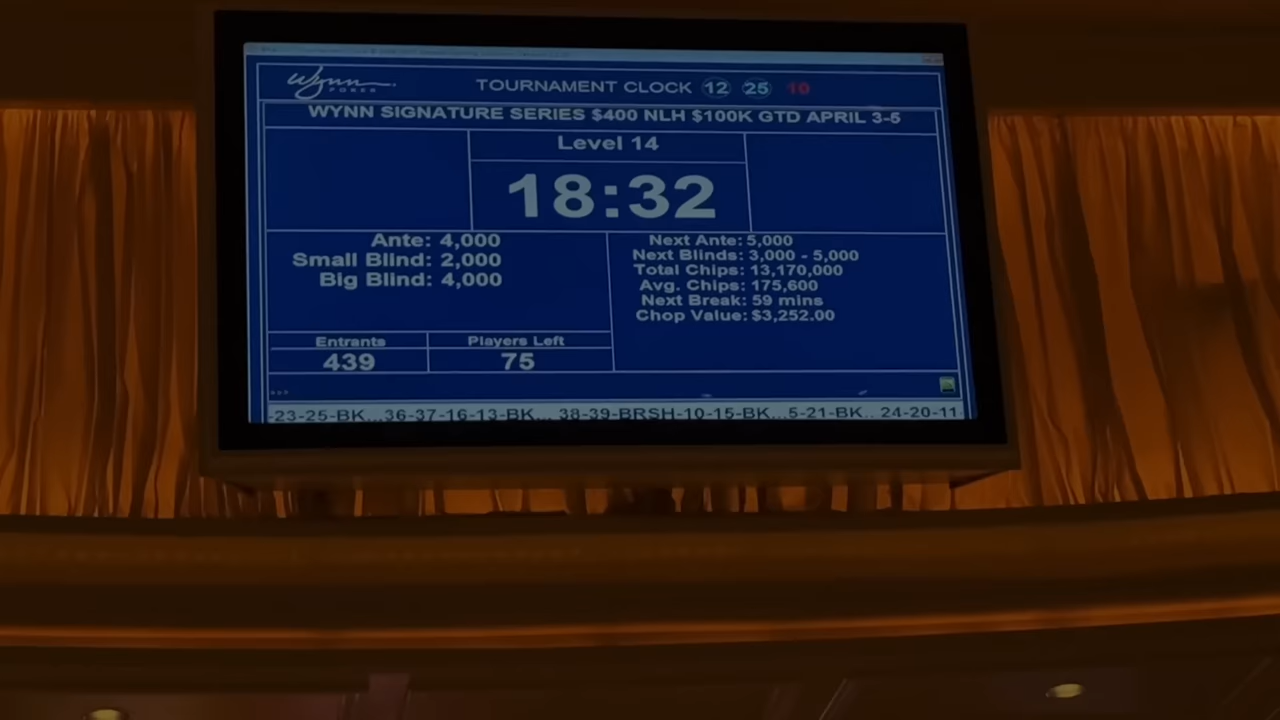 Wynn
POKER
TOURNAMENT CLOCK 12 25 10
WYNN SIGNATURE SERIES $400 NLH $100K GTD APRIL 3-5
Level 14
18:32
Ante: 4,000
Small Blind: 2,000
Big Blind: 4,000
Next Ante: 5,000
Next Blinds: 3,000 - 5,000
Total Chips: 13,170,000
Avg. Chips: 175,600
Next Break: 59 mins
Chop Value: $3,252.00
Entrants
439
Players Left
75
-23-25-BK...36-37-16-13-BK... 38-39-BRSH-10-15-BK...5-21-BK.. 24-20-11